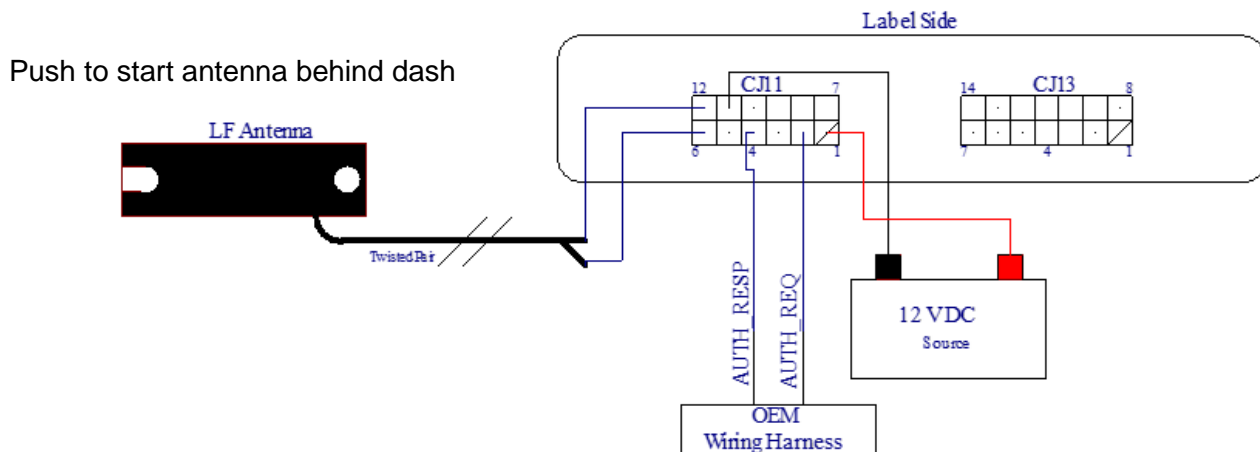 Label Side
Push to start antenna behind dash
LF Antenna
Twisted Pair
12 CJ11 7
6 4 1
14 CJ13 8
7 4 1
AUTH_RESP
AUTH_REQ
12 VDC
Source
OEM
Wiring Harness